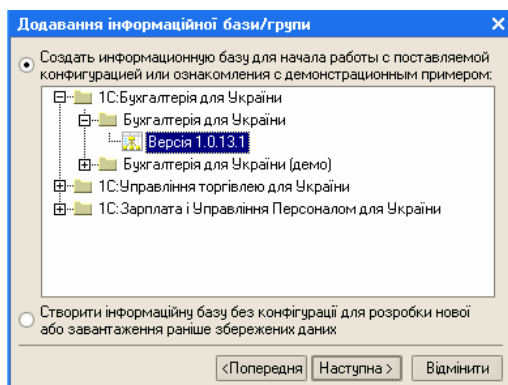 Додавання інформаційної бази/групи
Создать информационную базу для начала работы с поставляемой
конфигурацией или ознакомления с демонстрационным примером:
1С:Бухгалтерія для України
Бухгалтерія для України
Версія 1.0.13.1
Бухгалтерія для України (демо)
1С:Управління торгівлею для України
1С:Зарплата і Управління Персоналом для України
Створити інформаційну базу без конфігурації для розробки нової
або завантаження раніше збережених даних
<Попередня Наступна > Відмінити